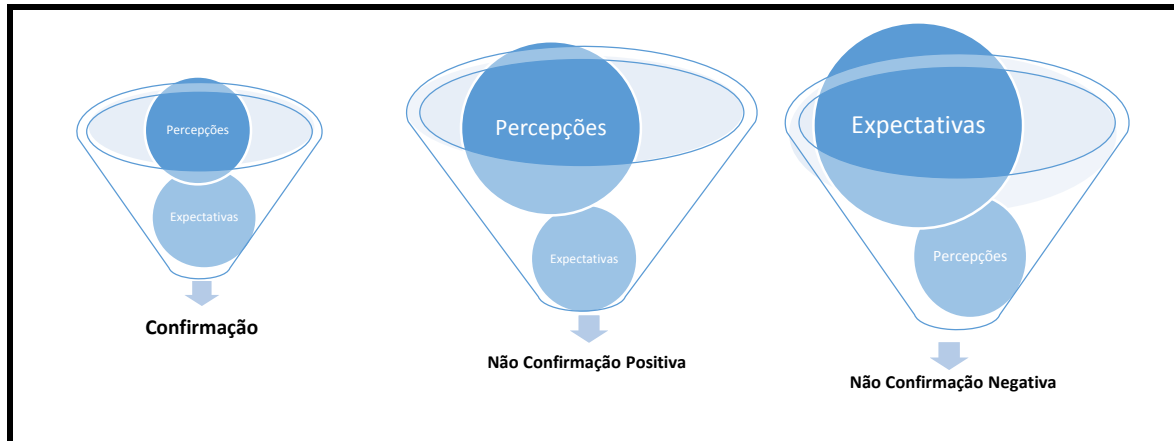 Percepções
Expectativas
Confirmação
Percepções
Expectativas
Não Confirmação Positiva
Expectativas
Percepções
Não Confirmação Negativa